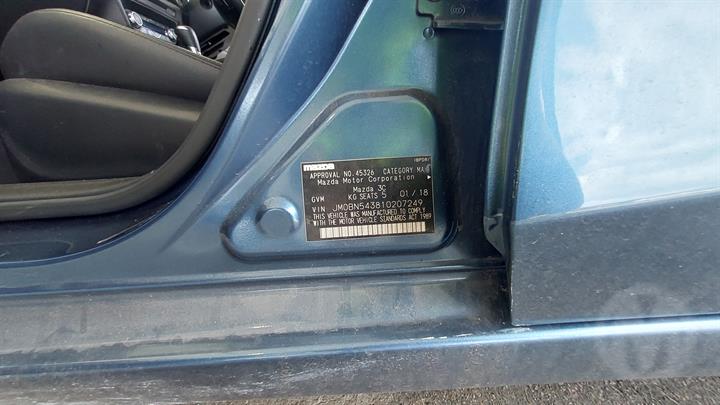 mazda
APPROVAL NO. 45326 CATEGORY MA
Mazda Motor Corporation
Mazda 3C
GVM KG SEATS 5 01/18
VIN JM0BN543810207249
THIS VEHICLE WAS MANUFACTURED TO COMPLY
WITH THE MOTOR VEHICLE STANDARDS ACT 1989